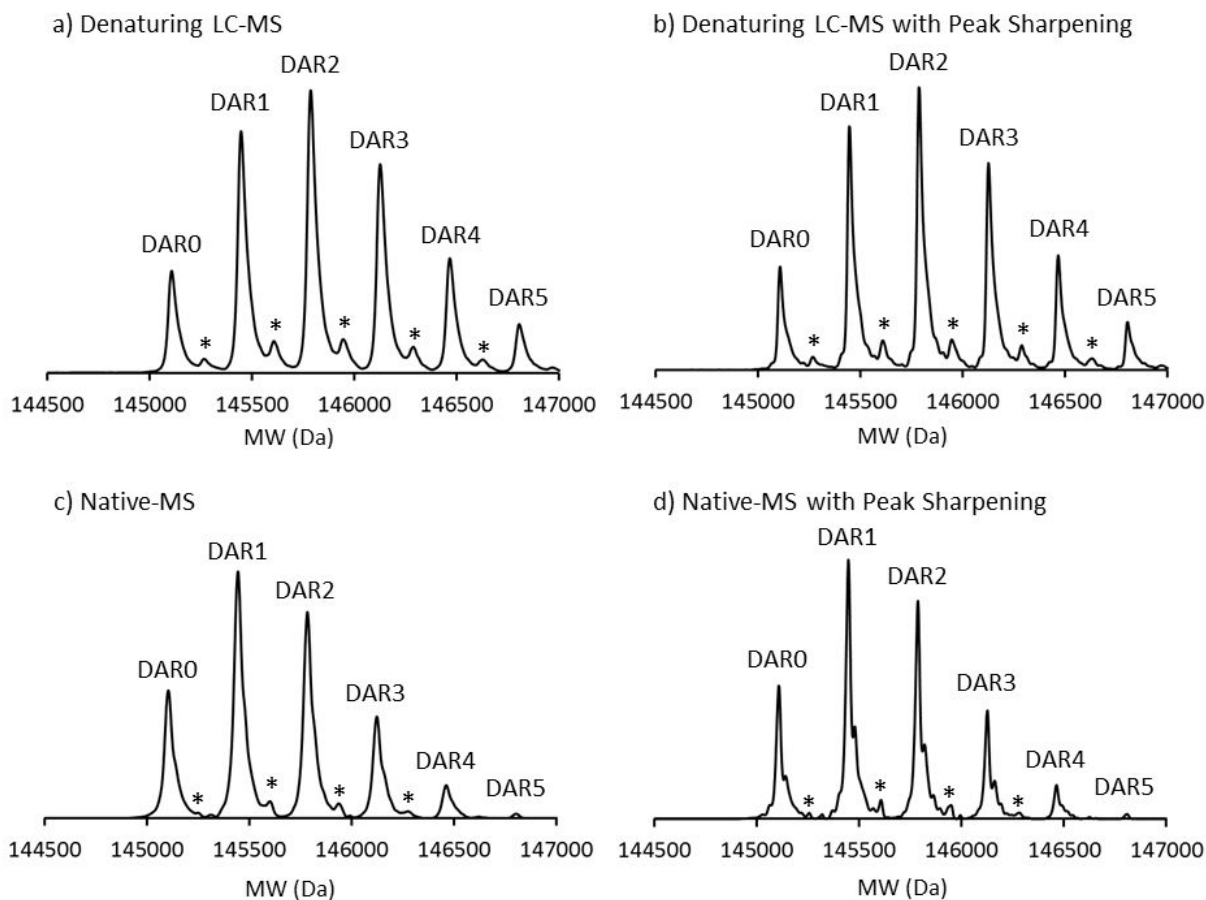 a) Denaturing LC-MS
DAR0
DAR1
DAR2
DAR3
DAR4
DAR5
*
*
*
*
*
144500 145000 145500 146000 146500 147000
MW (Da)
b) Denaturing LC-MS with Peak Sharpening
DAR0
DAR1
DAR2
DAR3
DAR4
DAR5
*
*
*
*
*
144500 145000 145500 146000 146500 147000
MW (Da)
c) Native-MS
DAR0
DAR1
DAR2
DAR3
DAR4
DAR5
*
*
*
*
144500 145000 145500 146000 146500 147000
MW (Da)
d) Native-MS with Peak Sharpening
DAR0
DAR1
DAR2
DAR3
DAR4
DAR5
*
*
*
*
144500 145000 145500 146000 146500 147000
MW (Da)